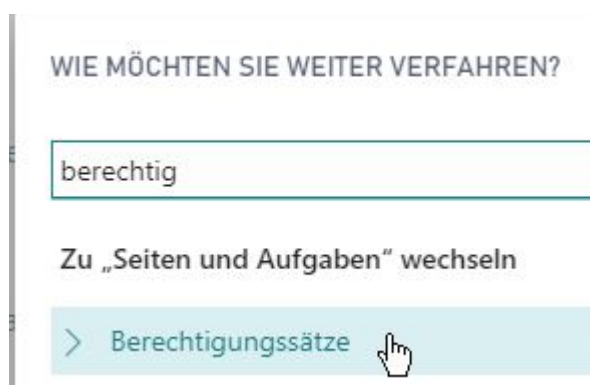 WIE MÖCHTEN SIE WEITER VERFAHREN?
berechtig
Zu „Seiten und Aufgaben“ wechseln
Berechtigungssätze